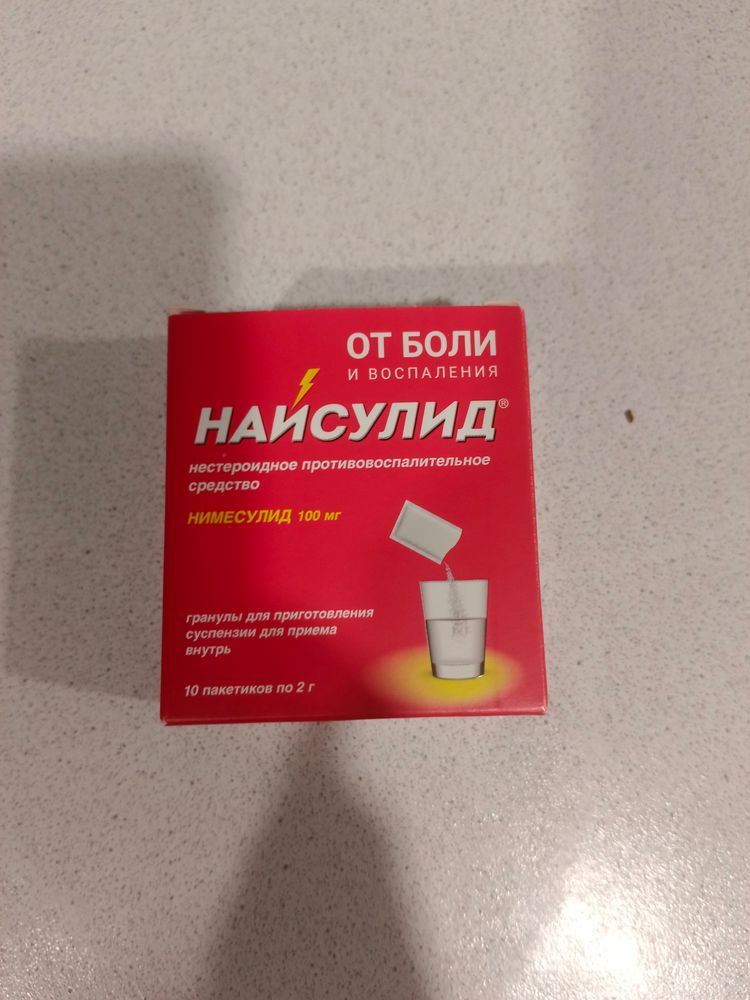 ОТ БОЛИ
И ВОСПАЛЕНИЯ
НАЙСУЛИД®
нестероидное противовоспалительное
средство
НИМЕСУЛИД 100 мг
гранулы для приготовления
суспензии для приема
внутрь
10 пакетиков по 2 г